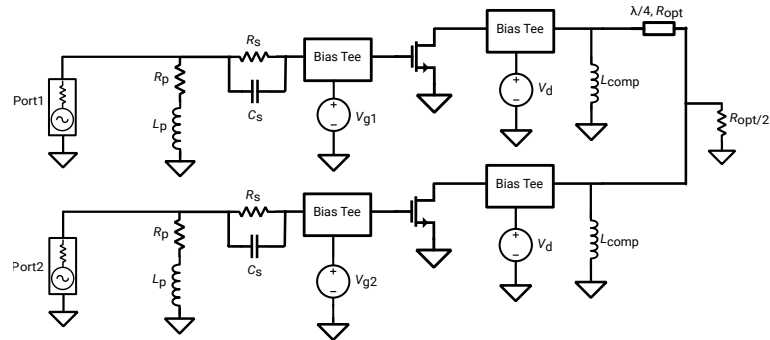 λ/4, Ropt
Rs
Bias Tee
Bias Tee
Rp
Port1
Cs
Lp
Vg1
Vd
Lcomp
Ropt/2
Rs
Bias Tee
Bias Tee
Rp
Port2
Cs
Lp
Vg2
Vd
Lcomp